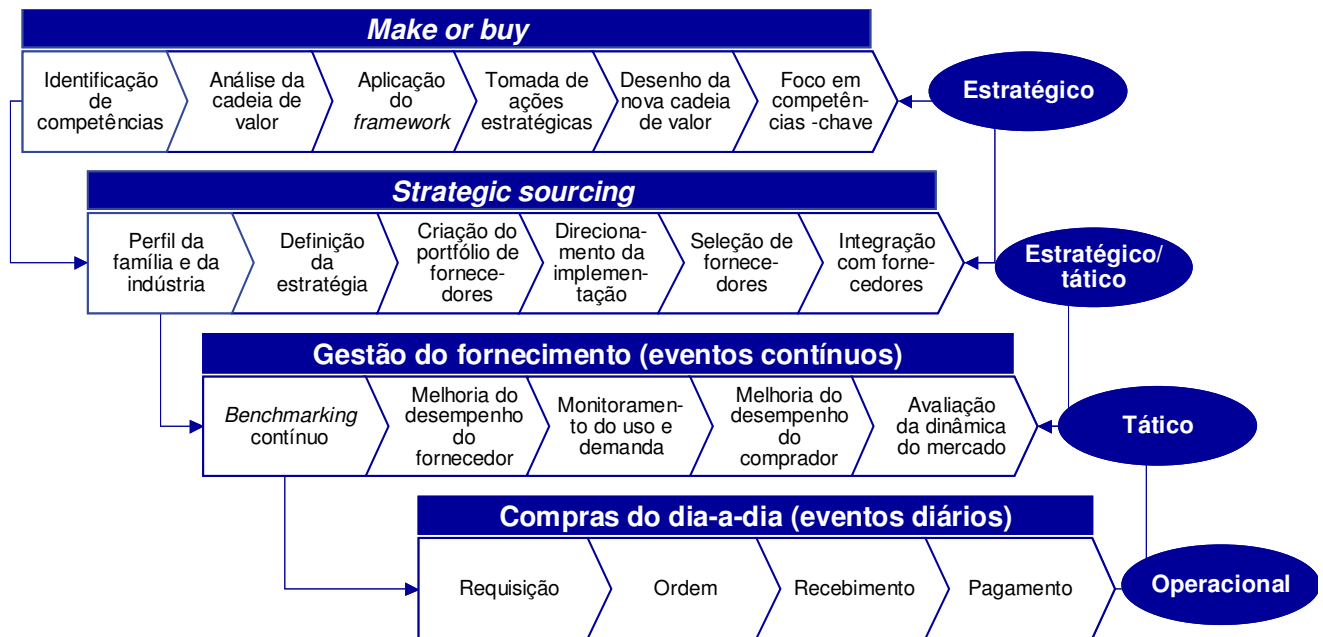 Make or buy
Identificação
de
competências
Análise da
cadeia de
valor
Aplicação
do
framework
Tomada de
ações
estratégicas
Desenho da
nova cadeia
de valor
Foco em
competên-
cias -chave
Estratégico
Strategic sourcing
Perfil da
família e da
indústria
Definição
da
estratégia
Criação do
portfólio de
fornece-
dores
Direciona-
mento da
implemen-
tação
Seleção de
fornece-
dores
Integração
com forne-
cedores
Estratégico/
tático
Gestão do fornecimento (eventos contínuos)
Benchmarking
contínuo
Melhoria do
desempenho
do
fornecedor
Monitoramen-
to do uso e
demanda
Melhoria do
desempenho
do
comprador
Avaliação
da dinâmica
do mercado
Tático
Compras do dia-a-dia (eventos diários)
Requisição
Ordem
Recebimento
Pagamento
Operacional